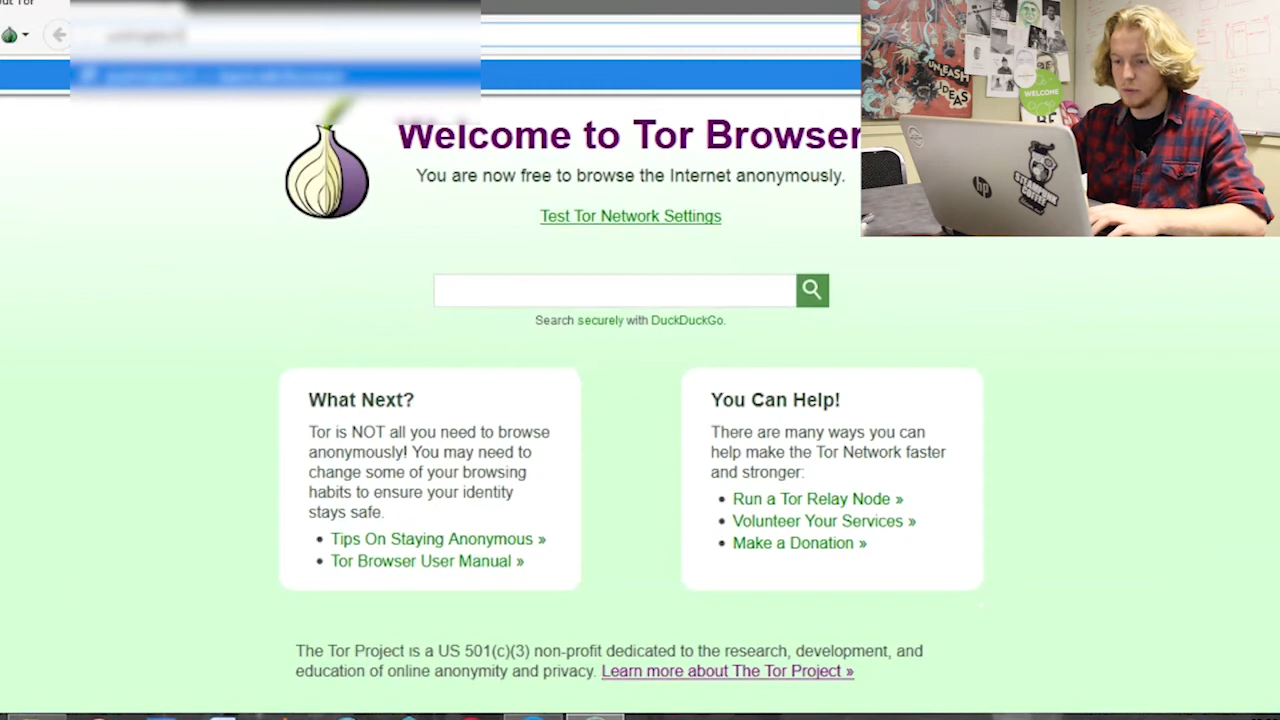 Welcome to Tor Browser
You are now free to browse the Internet anonymously.
Test Tor Network Settings
Search securely with DuckDuckGo.
What Next?
Tor is NOT all you need to browse
anonymously! You may need to
change some of your browsing
habits to ensure your identity
stays safe.
• Tips On Staying Anonymous »
• Tor Browser User Manual »
You Can Help!
There are many ways you can
help make the Tor Network faster
and stronger:
• Run a Tor Relay Node »
• Volunteer Your Services »
• Make a Donation »
The Tor Project is a US 501(c)(3) non-profit dedicated to the research, development, and
education of online anonymity and privacy. Learn more about The Tor Project »
UNLEASH
IDEAS
WELCOME
hp